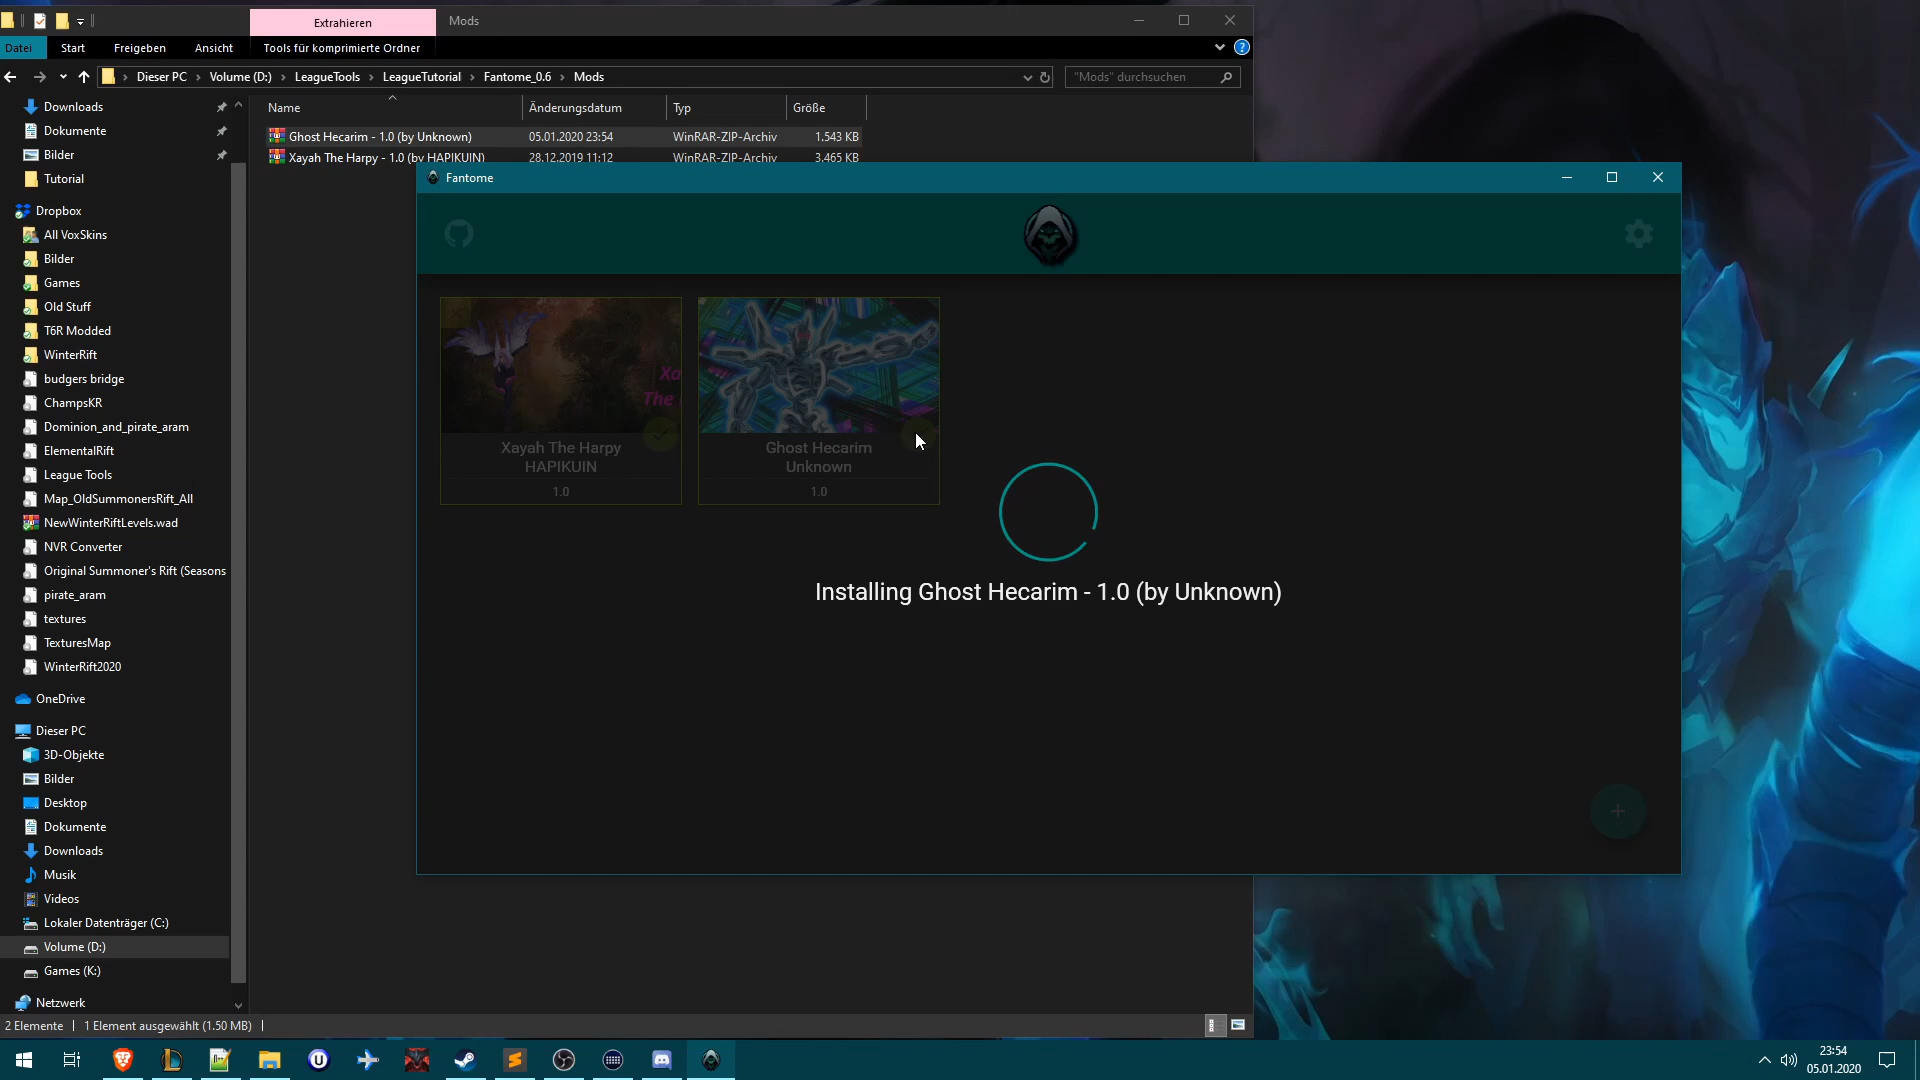 Extrahieren
Mods
Datei
Start
Freigeben
Ansicht
Tools für komprimierte Ordner
Dieser PC
Volume (D:)
LeagueTools
LeagueTutorial
Fantome_0.6
Mods
"Mods" durchsuchen
Name
Änderungsdatum
Typ
Größe
Ghost Hecarim - 1.0 (by Unknown)
05.01.2020 23:54
WinRAR-ZIP-Archiv
1.543 KB
Xayah The Harpy - 1.0 (by HAPIKUIN)
28.12.2019 11:12
WinRAR-ZIP-Archiv
3.465 KB
Downloads
Dokumente
Bilder
Tutorial
Dropbox
All VoxSkins
Bilder
Games
Old Stuff
T6R Modded
WinterRift
budgers bridge
ChampsKR
Dominion_and_pirate_aram
ElementalRift
League Tools
Map_OldSummonersRift_All
NewWinterRiftLevels.wad
NVR Converter
Original Summoner's Rift (Seasons
pirate_aram
textures
TexturesMap
WinterRift2020
OneDrive
Dieser PC
3D-Objekte
Bilder
Desktop
Dokumente
Downloads
Musik
Videos
Lokaler Datenträger (C:)
Volume (D:)
Games (K:)
Netzwerk
2 Elemente
1 Element ausgewählt (1.50 MB)
Fantome
Xa
The
Xayah The Harpy
HAPIKUIN
1.0
Ghost Hecarim
Unknown
1.0
Installing Ghost Hecarim - 1.0 (by Unknown)
23:54
05.01.2020